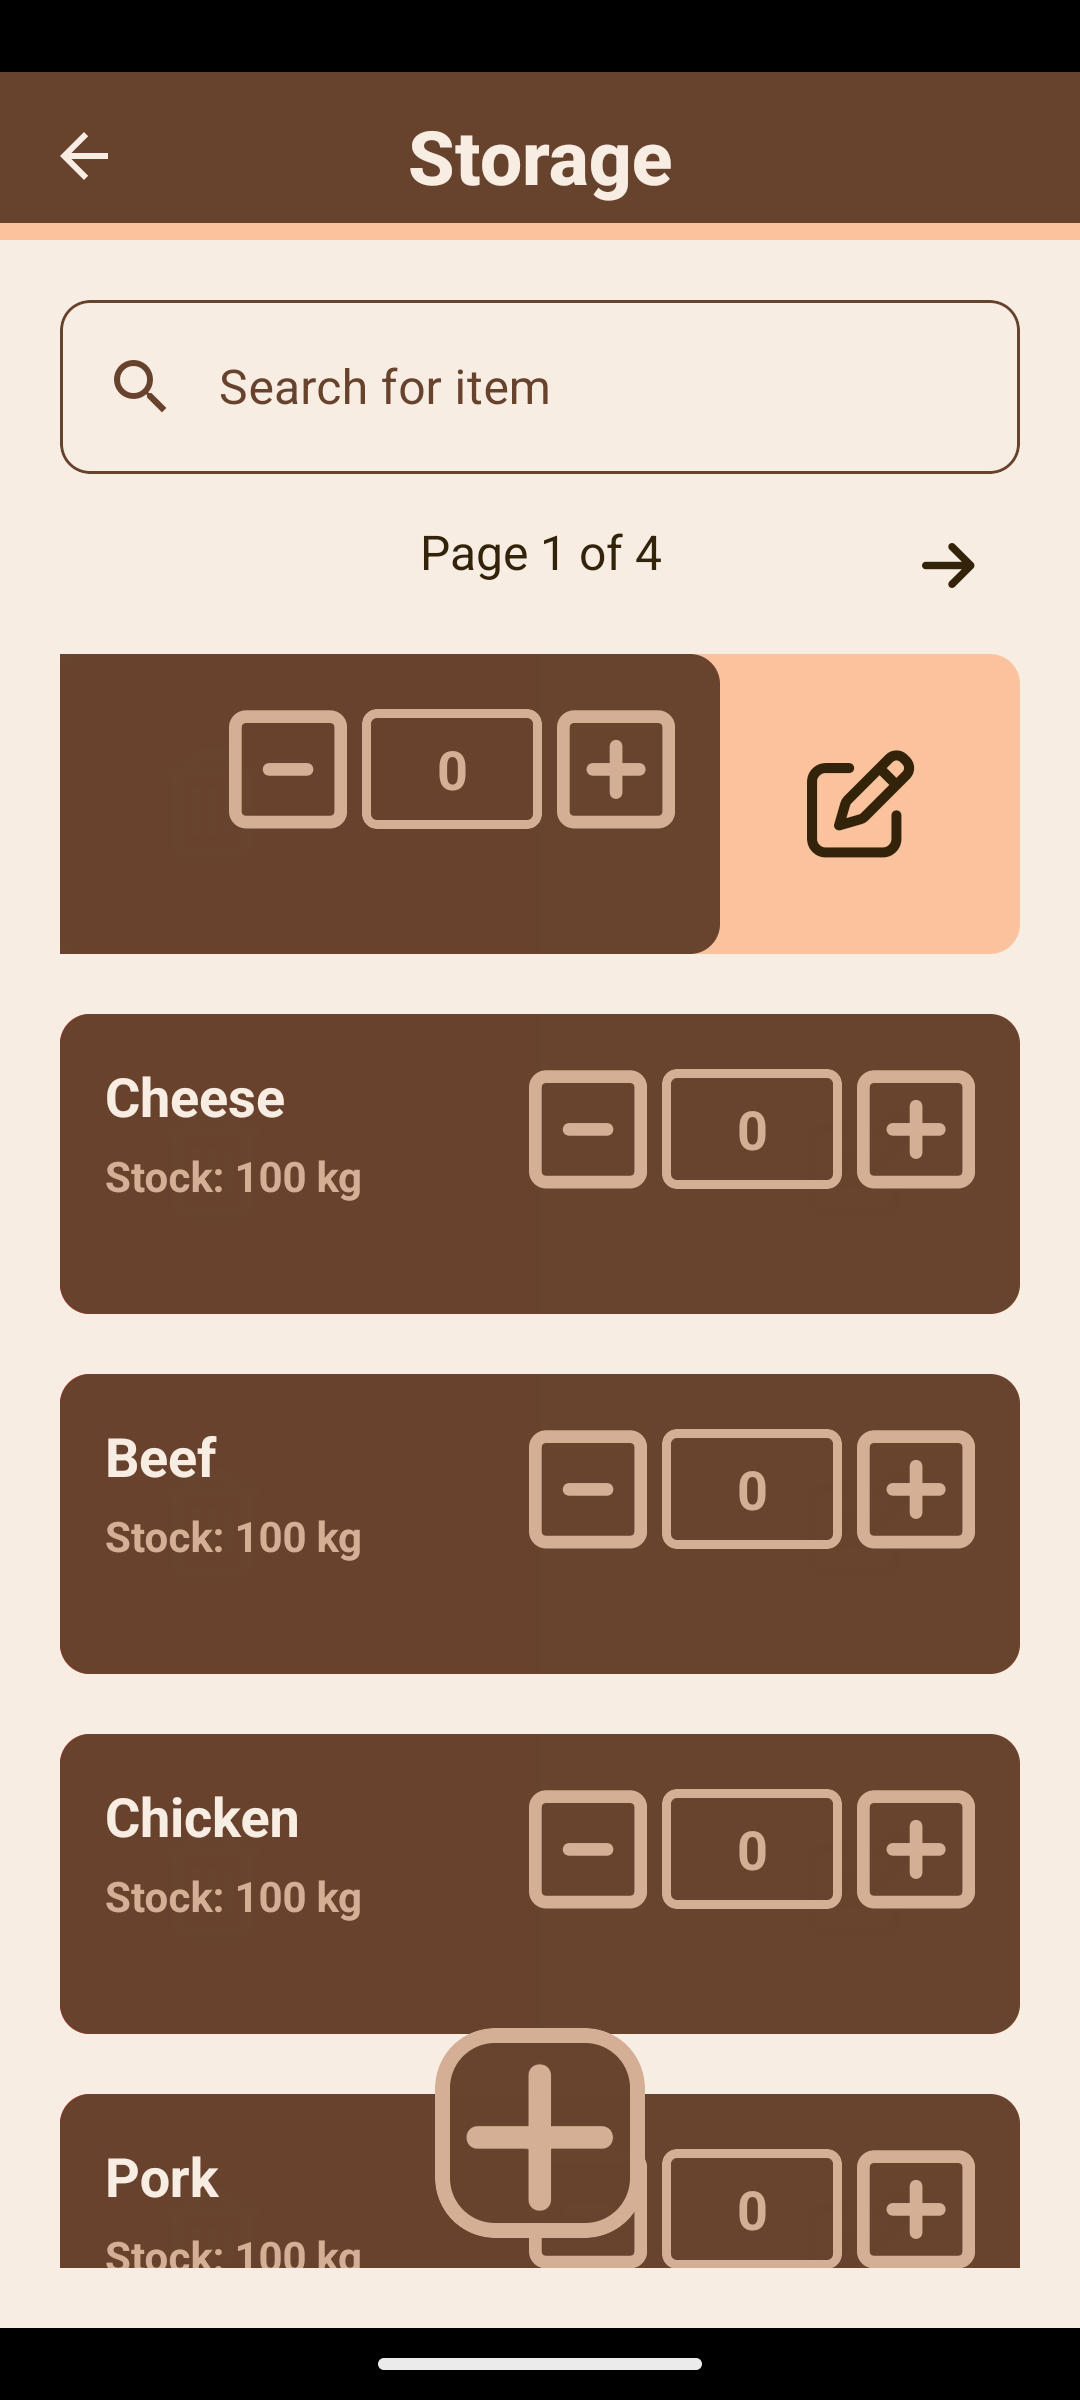 Storage
Search for item
Page 1 of 4
0
Cheese
0
Stock: 100 kg
Beef
0
Stock: 100 kg
Chicken
0
Stock: 100 kg
Pork
0
Stock: 100 kg